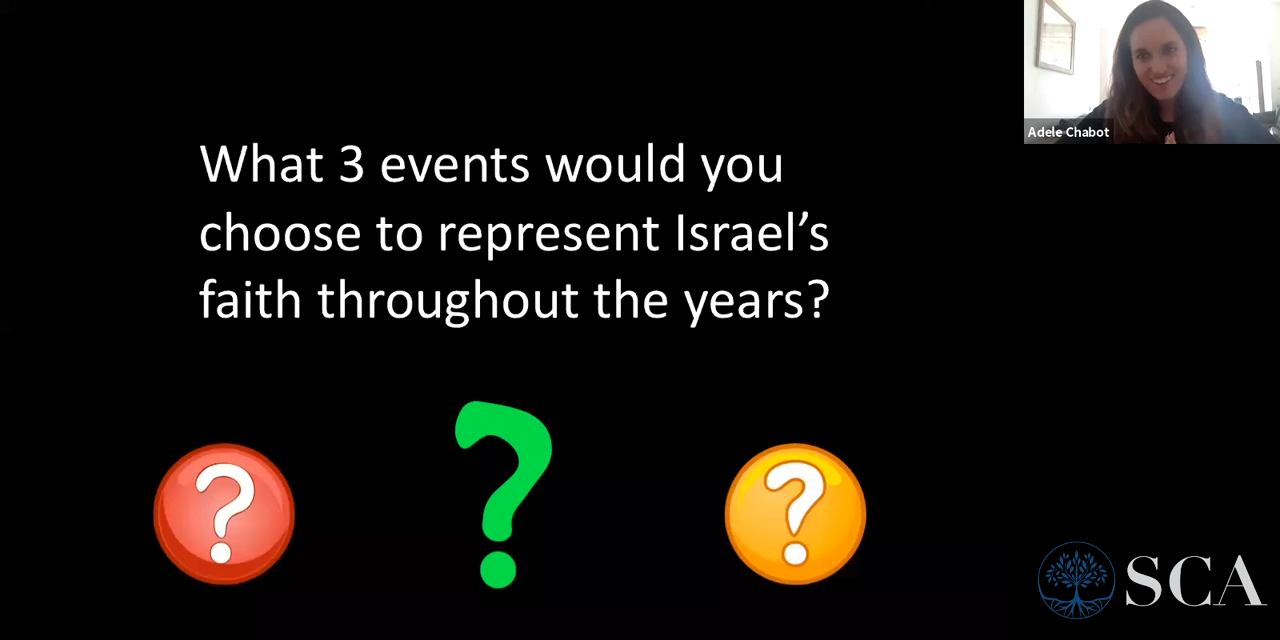 Adele Chabot
What 3 events would you
choose to represent Israel’s
faith throughout the years?
? ? ?
SCA